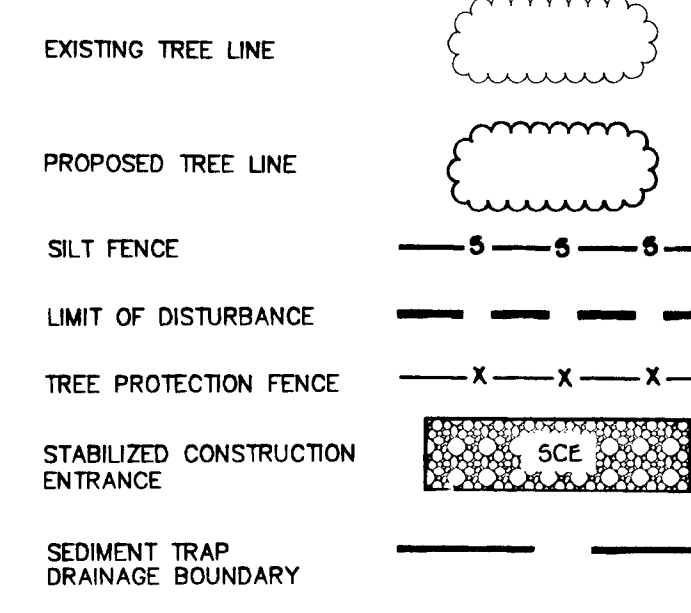 EXISTING TREE LINE
PROPOSED TREE LINE
SILT FENCE S S S
LIMIT OF DISTURBANCE
TREE PROTECTION FENCE X X X
STABILIZED CONSTRUCTION
ENTRANCE
SCE
SEDIMENT TRAP
DRAINAGE BOUNDARY